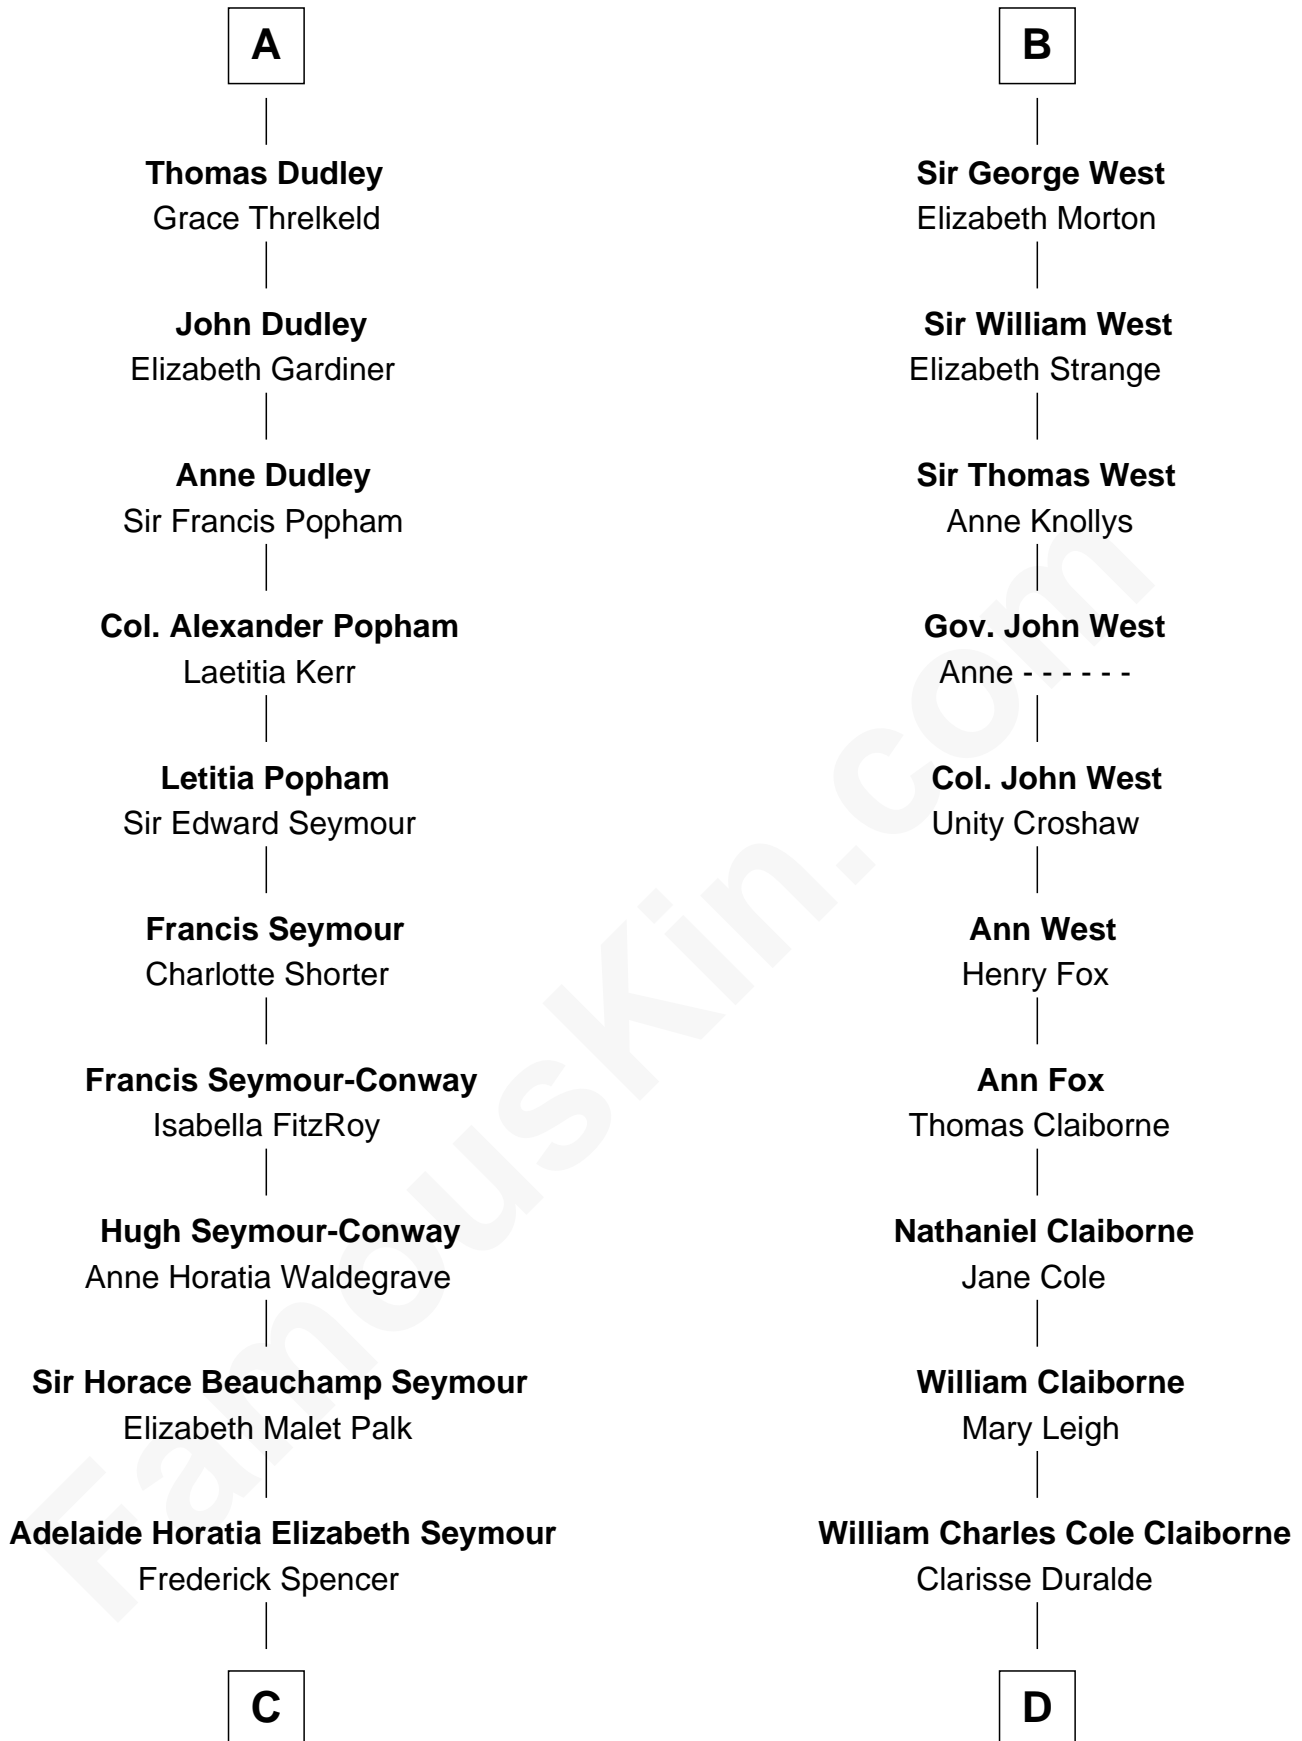 A
Thomas Dudley
Grace Threlkeld
John Dudley
Elizabeth Gardiner
Anne Dudley
Sir Francis Popham
Col. Alexander Popham
Laetitia Kerr
Letitia Popham
Sir Edward Seymour
Francis Seymour
Charlotte Shorter
Francis Seymour-Conway
Isabella FitzRoy
Hugh Seymour-Conway
Anne Horatia Waldegrave
Sir Horace Beauchamp Seymour
Elizabeth Malet Palk
Adelaide Horatia Elizabeth Seymour
Frederick Spencer
C
B
Sir George West
Elizabeth Morton
Sir William West
Elizabeth Strange
Sir Thomas West
Anne Knollys
Gov. John West
Anne - - - - - -
Col. John West
Unity Croshaw
Ann West
Henry Fox
Ann Fox
Thomas Claiborne
Nathaniel Claiborne
Jane Cole
William Claiborne
Mary Leigh
William Charles Cole Claiborne
Clarisse Duralde
D
FamousKin.com